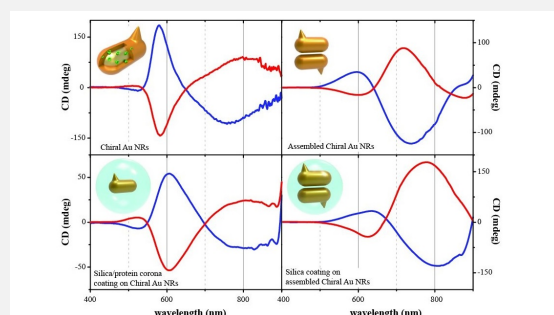 150
0
-150
CD (mdeg)
Chiral Au NRs
100
0
-100
CD (mdeg)
Assembled Chiral Au NRs
50
0
-50
CD (mdeg)
Silica/protein corona
coating on Chiral Au NRs
150
0
-150
CD (mdeg)
Silica coating on
assembled Chiral Au NRs
400 600 800 400 600 800
wavelength (nm) wavelength (nm)